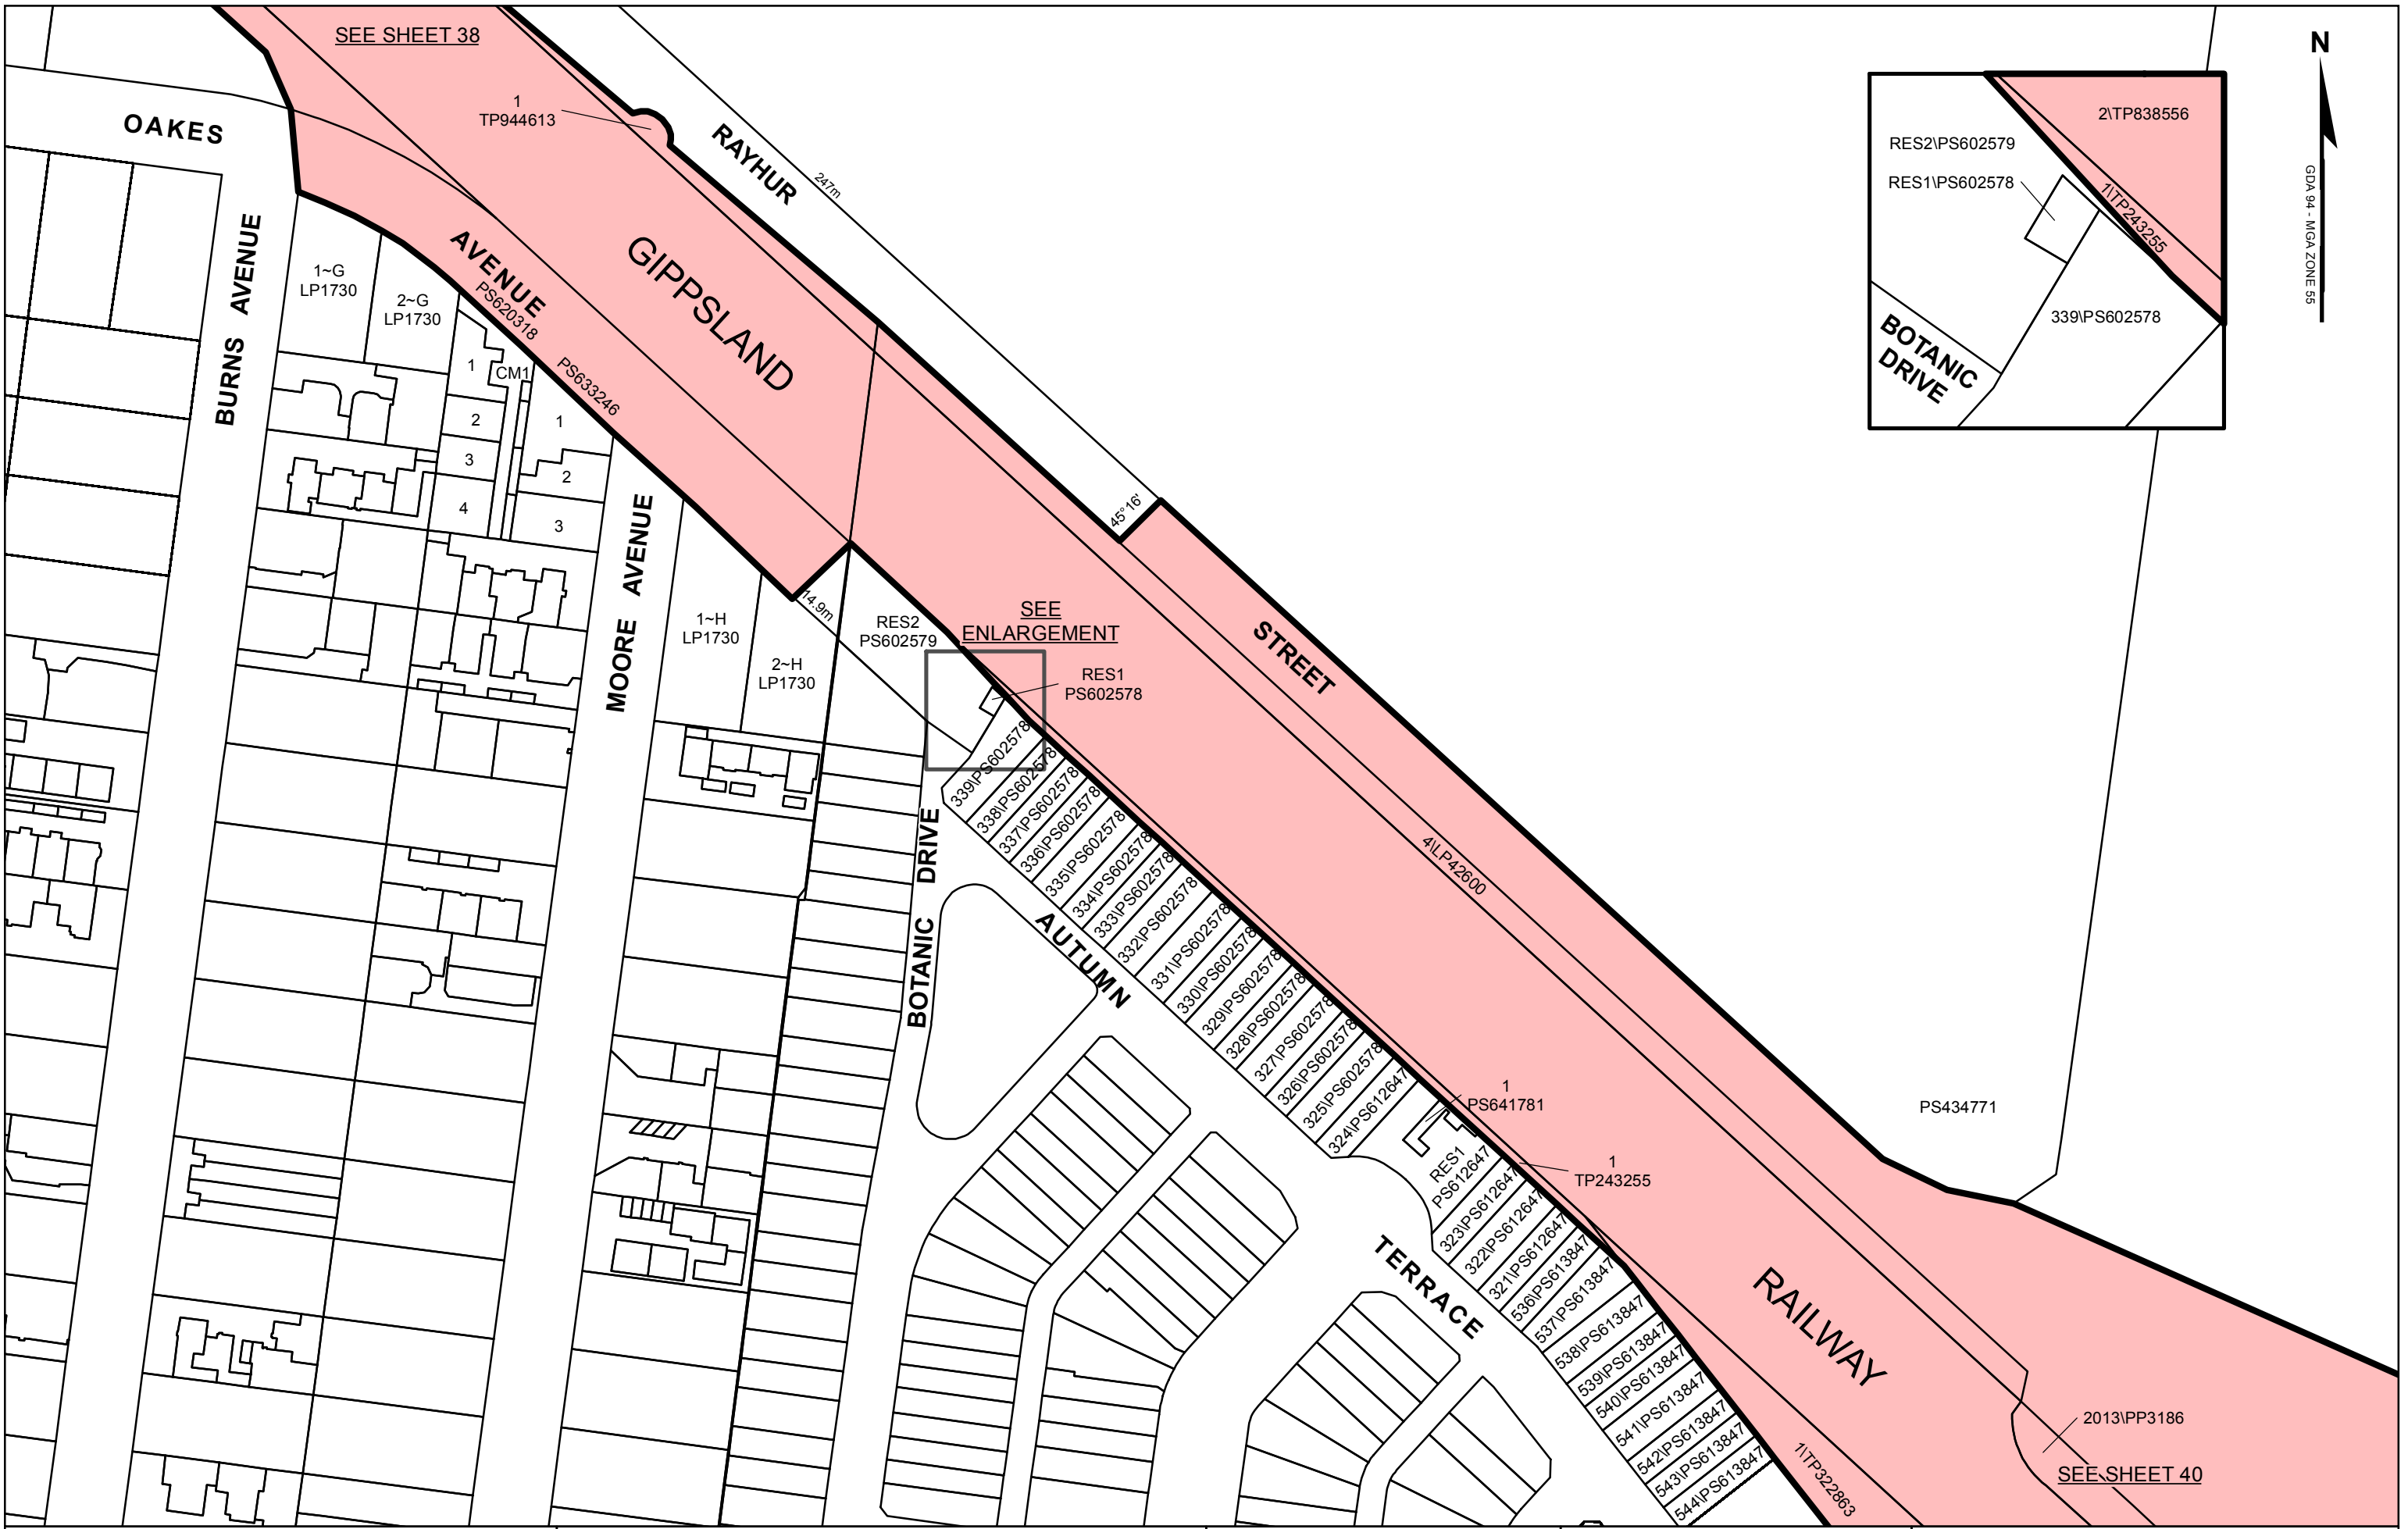 SEE SHEET 38
N
GDA 94 - MGA ZONE 55
OAKES
AVENUE
1
TP944613
RAYHUR
STREET
247m
GIPPSLAND
RAILWAY
2\TP838556
RES2\PS602579
RES1\PS602578
1\TP243255
339\PS602578
BOTANIC
DRIVE
BURNS AVENUE
1~G
LP1730
2~G
LP1730
PS620318
PS633246
1
CM1
2
3
4
1
2
3
45°16'
MOORE AVENUE
1~H
LP1730
2~H
LP1730
14.9m
RES2
PS602579
SEE
ENLARGEMENT
RES1
PS602578
BOTANIC DRIVE
339\PS602578
338\PS602578
337\PS602578
336\PS602578
335\PS602578
334\PS602578
333\PS602578
332\PS602578
331\PS602578
330\PS602578
329\PS602578
328\PS602578
327\PS602578
326\PS602578
325\PS602578
324\PS612647
4\LP42600
AUTUMN
TERRACE
1
PS641781
RES1
PS612647
1
TP243255
323\PS612647
322\PS612647
321\PS612647
536\PS613847
537\PS613847
538\PS613847
539\PS613847
540\PS613847
541\PS613847
542\PS613847
543\PS613847
544\PS613847
PS434771
1\TP322863
2013\PP3186
SEE SHEET 40